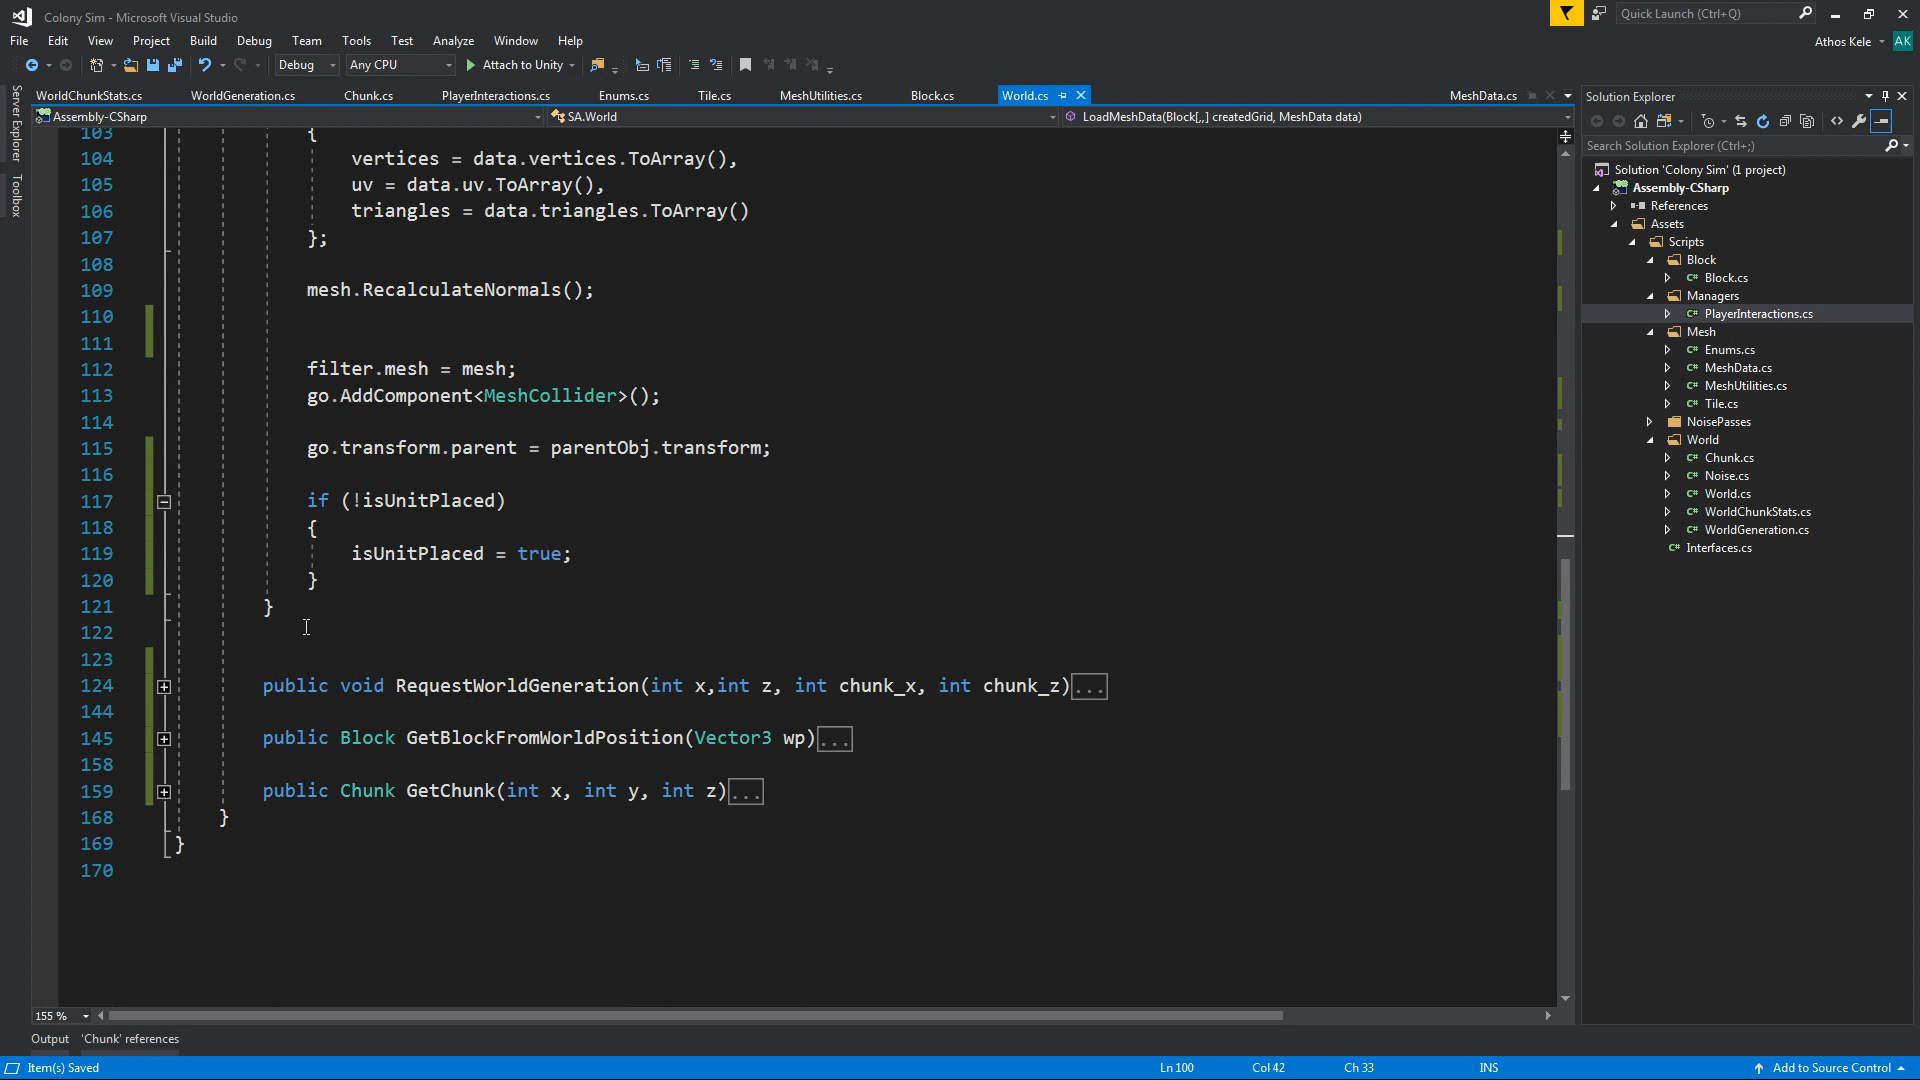 Colony Sim - Microsoft Visual Studio
Quick Launch (Ctrl+Q)
File Edit View Project Build Debug Team Tools Test Analyze Window Help
Athos Kele AK
Debug Any CPU Attach to Unity
Server Explorer
Toolbox
WorldChunkStats.cs WorldGeneration.cs Chunk.cs PlayerInteractions.cs Enums.cs Tile.cs MeshUtilities.cs Block.cs World.cs MeshData.cs
Assembly-CSharp SA.World LoadMeshData(Block[,,] createdGrid, MeshData data)
103 {
104 vertices = data.vertices.ToArray(),
105 uv = data.uv.ToArray(),
106 triangles = data.triangles.ToArray()
107 };
108
109 mesh.RecalculateNormals();
110
111
112 filter.mesh = mesh;
113 go.AddComponent<MeshCollider>();
114
115 go.transform.parent = parentObj.transform;
116
117 if (!isUnitPlaced)
118 {
119 isUnitPlaced = true;
120 }
121 }
122
123
124 public void RequestWorldGeneration(int x,int z, int chunk_x, int chunk_z)...
144
145 public Block GetBlockFromWorldPosition(Vector3 wp)...
158
159 public Chunk GetChunk(int x, int y, int z)...
168 }
169 }
170
155 %
Output 'Chunk' references
Item(s) Saved Ln 100 Col 42 Ch 33 INS Add to Source Control
Solution Explorer
Search Solution Explorer (Ctrl+;)
Solution 'Colony Sim' (1 project)
Assembly-CSharp
References
Assets
Scripts
Block
C# Block.cs
Managers
C# PlayerInteractions.cs
Mesh
C# Enums.cs
C# MeshData.cs
C# MeshUtilities.cs
C# Tile.cs
NoisePasses
World
C# Chunk.cs
C# Noise.cs
C# World.cs
C# WorldChunkStats.cs
C# WorldGeneration.cs
C# Interfaces.cs